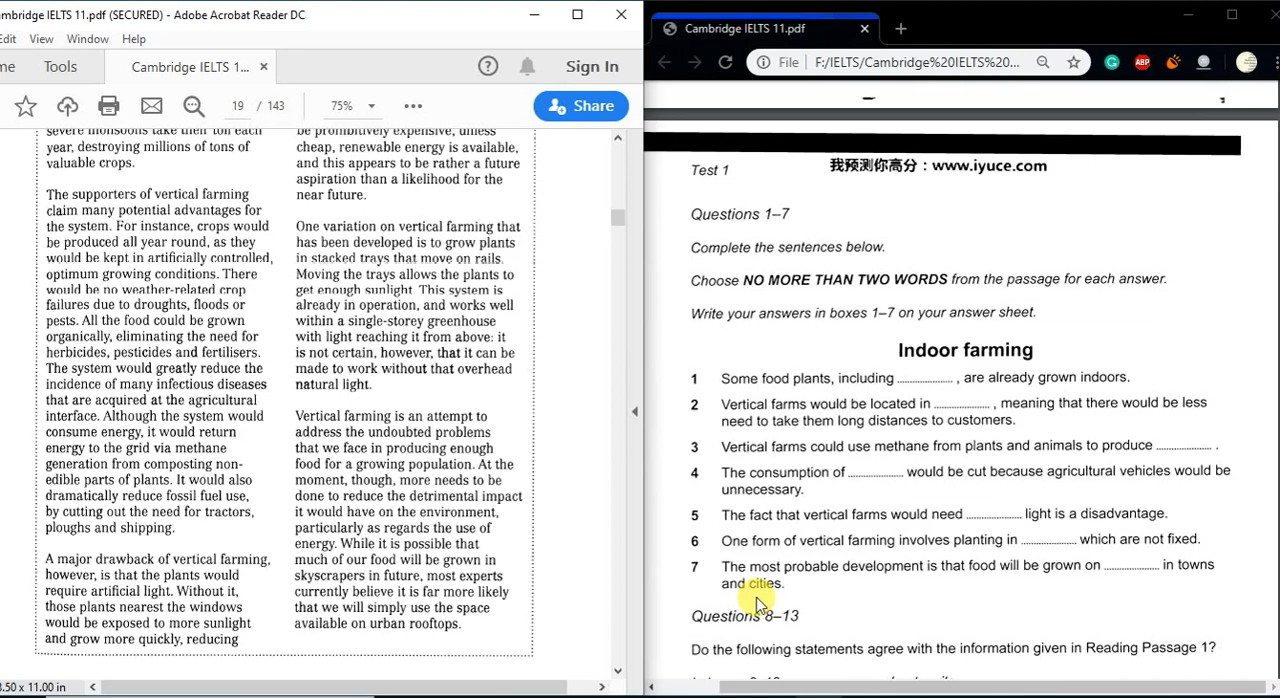 mbridge IELTS 11.pdf (SECURED) - Adobe Acrobat Reader DC
Edit View Window Help
me Tools Cambridge IELTS 1... × Sign In
19 / 143 75% Share
severe monsoons take their toll each
year, destroying millions of tons of
valuable crops.
The supporters of vertical farming
claim many potential advantages for
the system. For instance, crops would
be produced all year round, as they
would be kept in artificially controlled,
optimum growing conditions. There
would be no weather-related crop
failures due to droughts, floods or
pests. All the food could be grown
organically, eliminating the need for
herbicides, pesticides and fertilisers.
The system would greatly reduce the
incidence of many infectious diseases
that are acquired at the agricultural
interface. Although the system would
consume energy, it would return
energy to the grid via methane
generation from composting non-
edible parts of plants. It would also
dramatically reduce fossil fuel use,
by cutting out the need for tractors,
ploughs and shipping.
A major drawback of vertical farming,
however, is that the plants would
require artificial light. Without it,
those plants nearest the windows
would be exposed to more sunlight
and grow more quickly, reducing
be prohibitively expensive, unless
cheap, renewable energy is available,
and this appears to be rather a future
aspiration than a likelihood for the
near future.
One variation on vertical farming that
has been developed is to grow plants
in stacked trays that move on rails.
Moving the trays allows the plants to
get enough sunlight. This system is
already in operation, and works well
within a single-storey greenhouse
with light reaching it from above: it
is not certain, however, that it can be
made to work without that overhead
natural light.
Vertical farming is an attempt to
address the undoubted problems
that we face in producing enough
food for a growing population. At the
moment, though, more needs to be
done to reduce the detrimental impact
it would have on the environment,
particularly as regards the use of
energy. While it is possible that
much of our food will be grown in
skyscrapers in future, most experts
currently believe it is far more likely
that we will simply use the space
available on urban rooftops.
8.50 x 11.00 in
Cambridge IELTS 11.pdf
File F:/IELTS/Cambridge%20IELTS%20...
ABP
Test 1 我预测你高分：www.iyuce.com
Questions 1–7
Complete the sentences below.
Choose NO MORE THAN TWO WORDS from the passage for each answer.
Write your answers in boxes 1–7 on your answer sheet.
Indoor farming
1 Some food plants, including .................... , are already grown indoors.
2 Vertical farms would be located in .................... , meaning that there would be less
need to take them long distances to customers.
3 Vertical farms could use methane from plants and animals to produce .................... .
4 The consumption of .................... would be cut because agricultural vehicles would be
unnecessary.
5 The fact that vertical farms would need .................... light is a disadvantage.
6 One form of vertical farming involves planting in .................... which are not fixed.
7 The most probable development is that food will be grown on .................... in towns
and cities.
Questions 8–13
Do the following statements agree with the information given in Reading Passage 1?